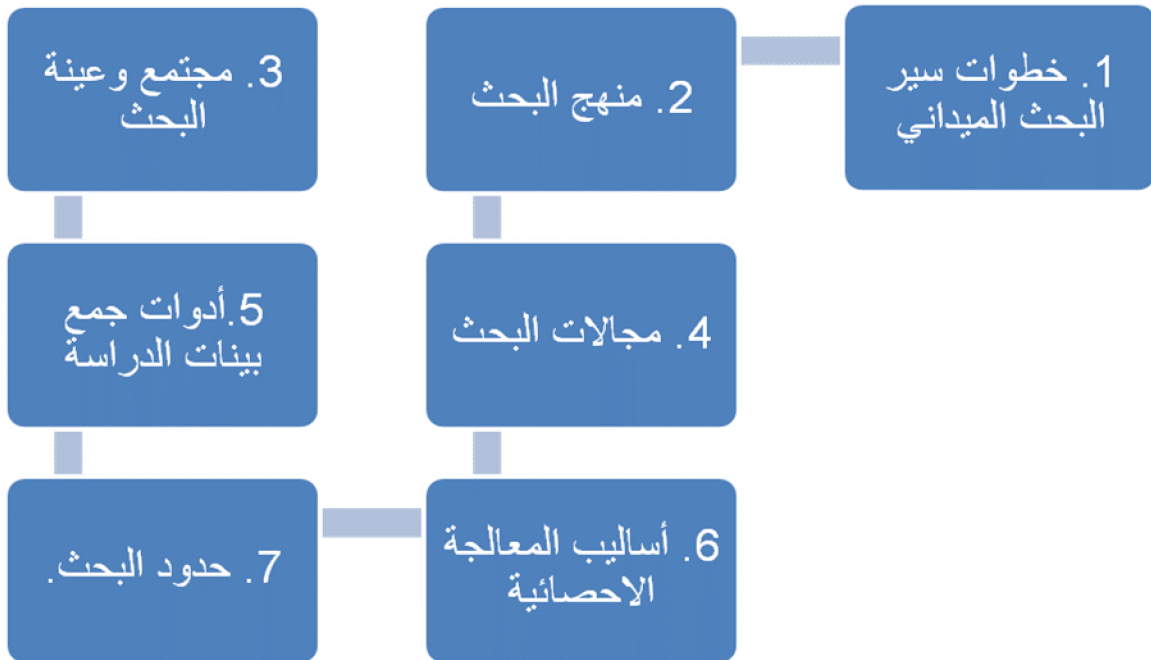 1. خطوات سير
البحث الميداني
2. منهج البحث
3. مجتمع وعينة
البحث
4. مجالات البحث
5.أدوات جمع
بينات الدراسة
6. أساليب المعالجة
الاحصائية
7. حدود البحث.